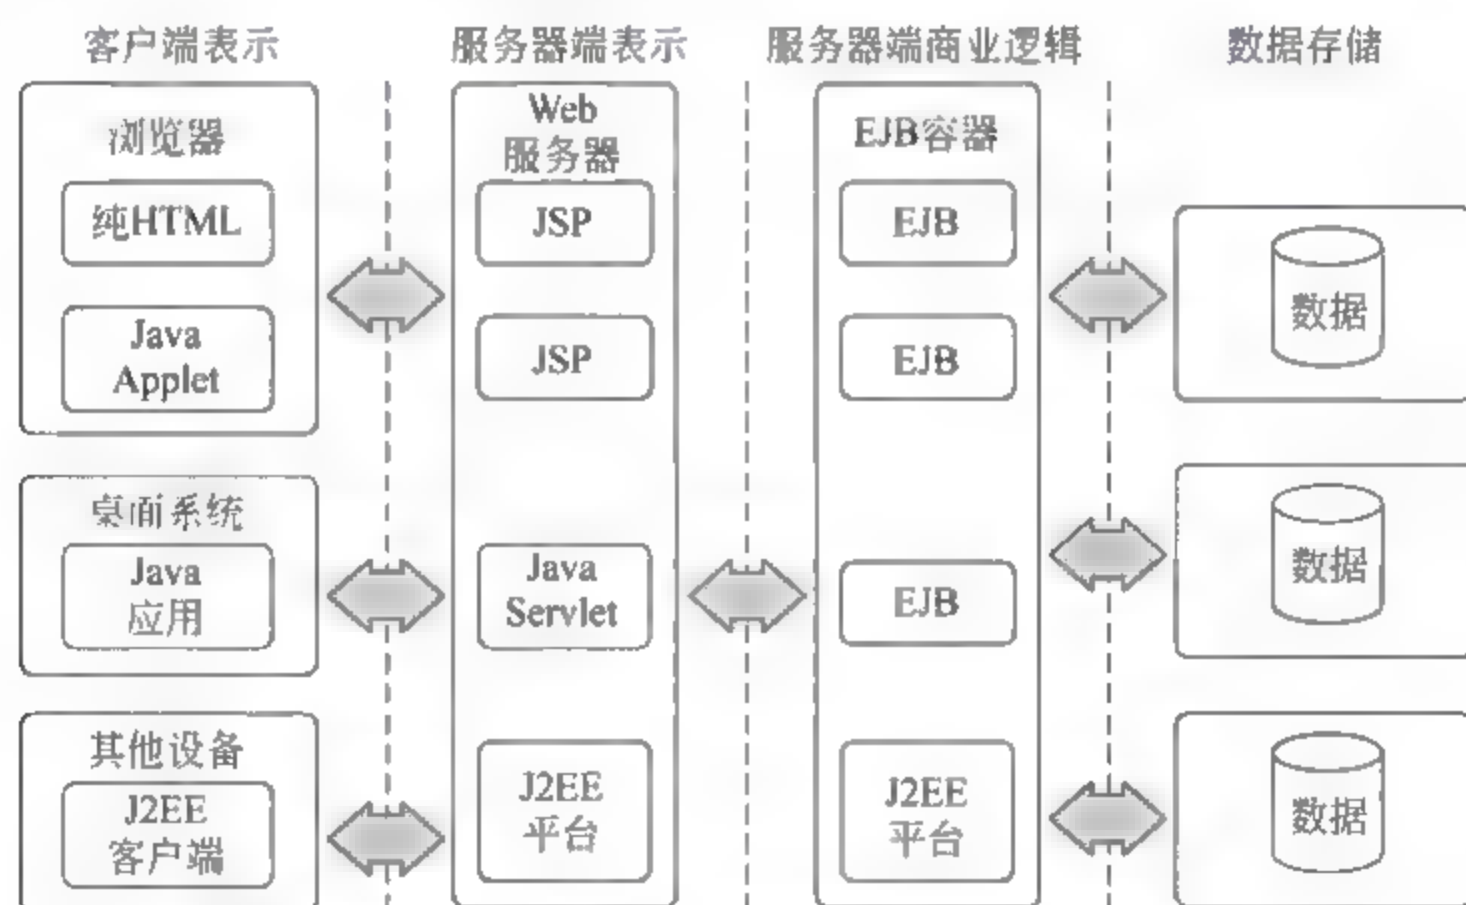 客户端表示
服务器端表示
服务器端商业逻辑
数据存储
浏览器
纯HTML
Java
Applet
桌面系统
Java
应用
其他设备
J2EE
客户端
Web
服务器
JSP
JSP
Java
Servlet
J2EE
平台
EJB容器
EJB
EJB
EJB
J2EE
平台
数据
数据
数据